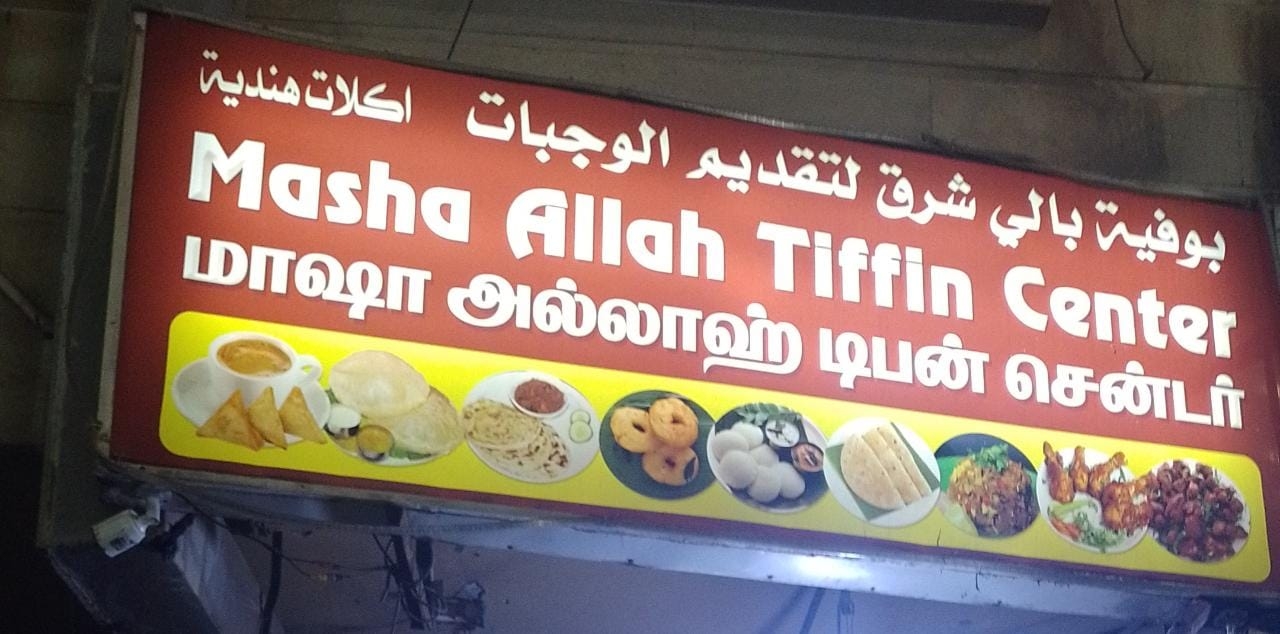 بوفية بالي شرق لتقديم الوجبات اكلات هندية
Masha Allah Tiffin Center
மாஷா அல்லாஹ் டிபன் சென்டர்